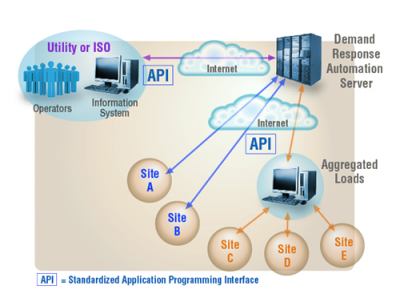 Utility or ISO
Operators
Information
System
API
Internet
Demand
Response
Automation
Server
Internet
API
Aggregated
Loads
Site
A
Site
B
Site
C
Site
D
Site
E
API = Standardized Application Programming Interface